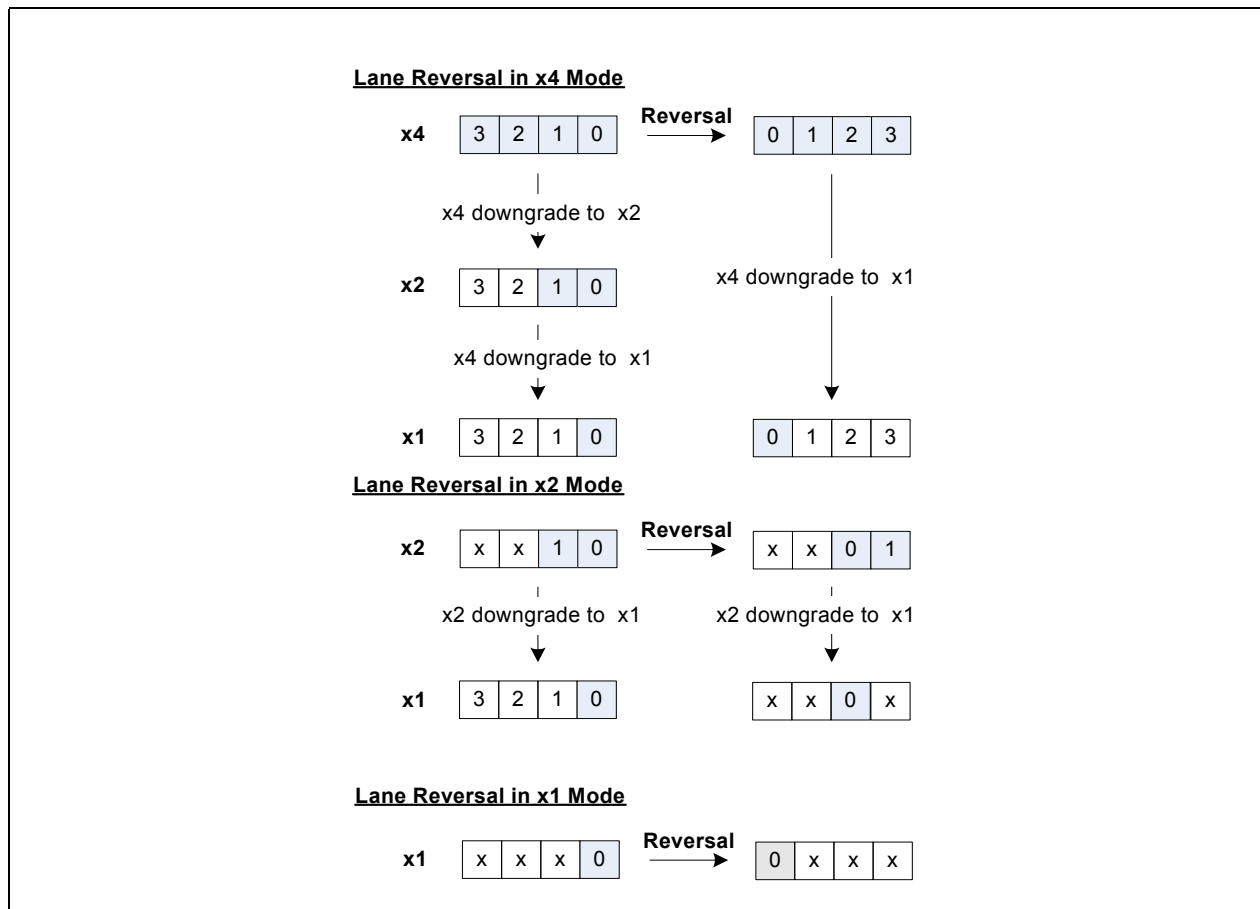 Lane Reversal in x4 Mode
x4 3 2 1 0 Reversal 0 1 2 3
x4 downgrade to x2
x2 3 2 1 0
x4 downgrade to x1
x4 downgrade to x1
x1 3 2 1 0 0 1 2 3
Lane Reversal in x2 Mode
x2 x x 1 0 Reversal x x 0 1
x2 downgrade to x1 x2 downgrade to x1
x1 3 2 1 0 x x 0 x
Lane Reversal in x1 Mode
x1 x x x 0 Reversal 0 x x x